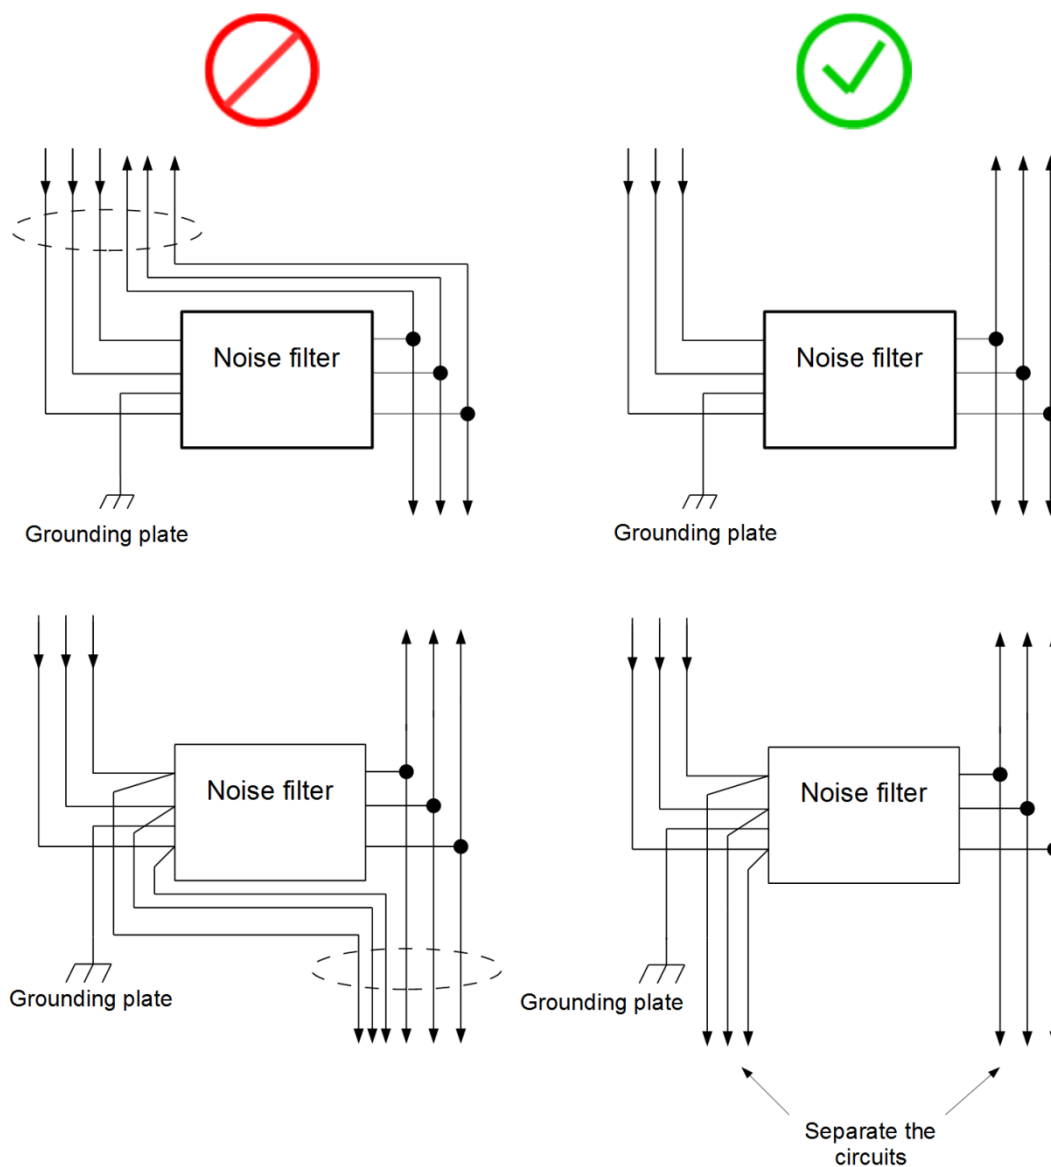 Noise filter
Noise filter
Grounding plate
Grounding plate
Noise filter
Noise filter
Grounding plate
Grounding plate
Separate the
circuits